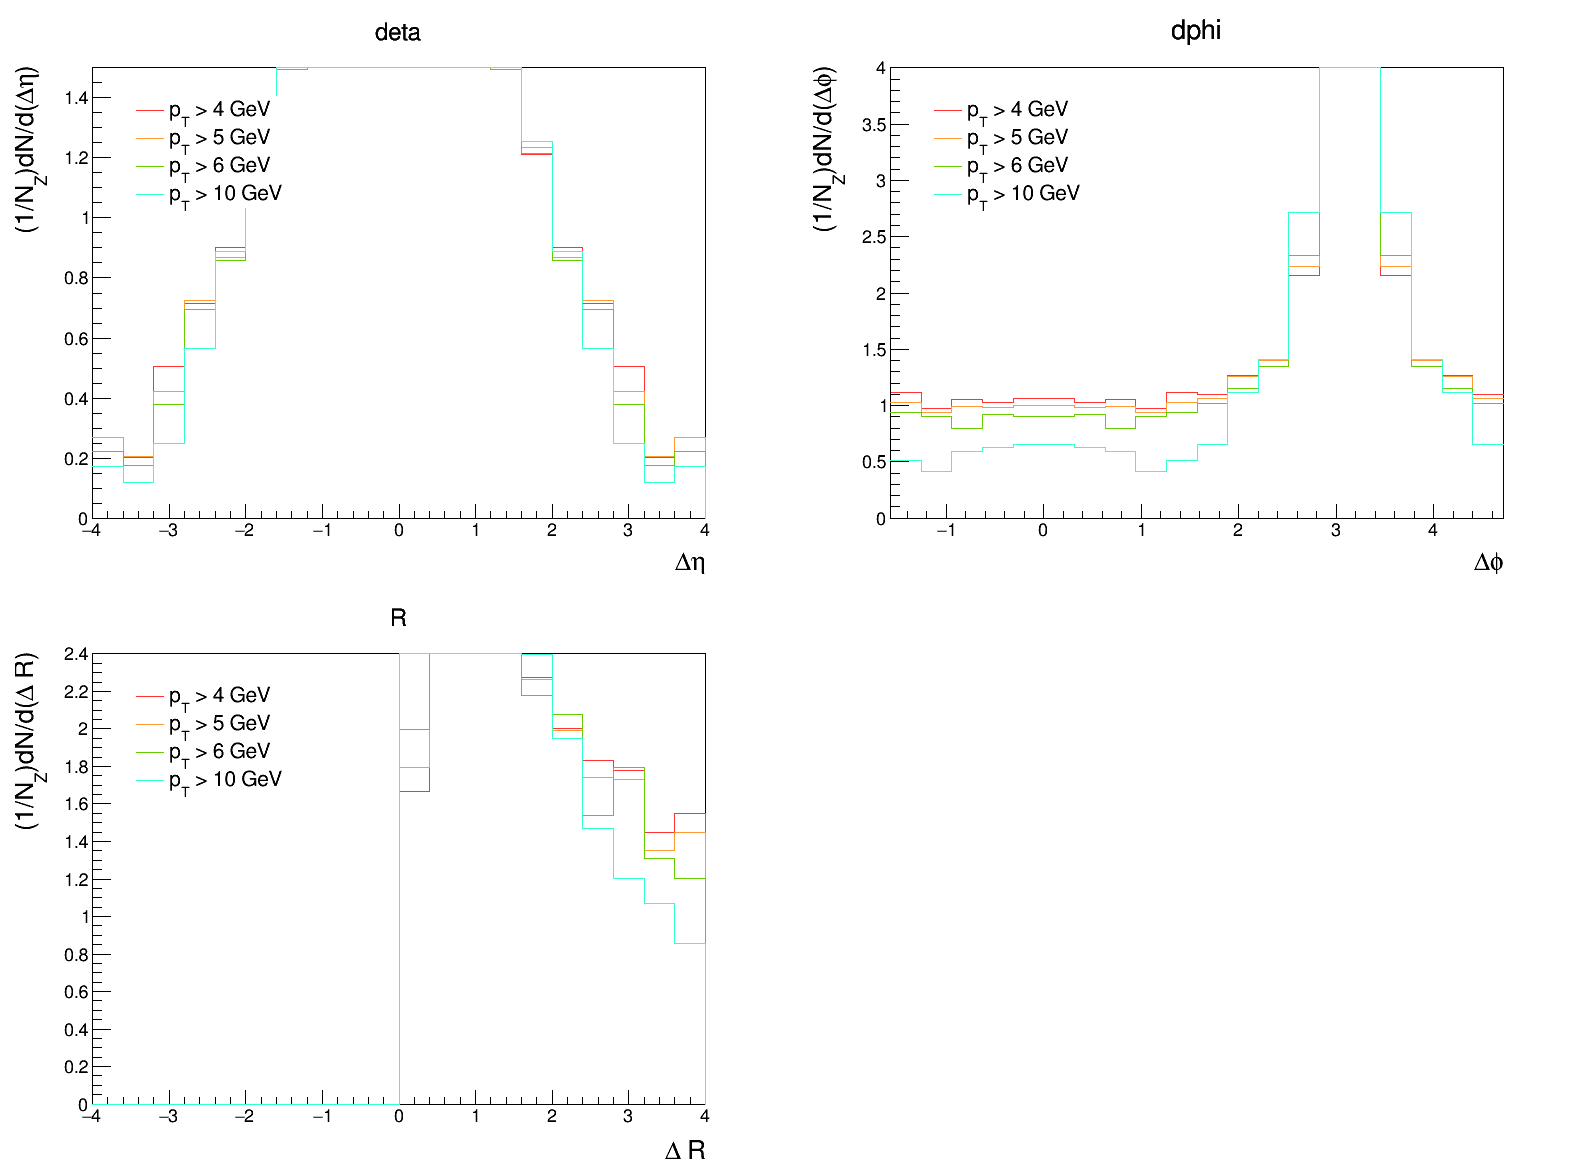 deta
(1/N_Z)dN/d(Δη)
p_T > 4 GeV
p_T > 5 GeV
p_T > 6 GeV
p_T > 10 GeV
1.4
1.2
1
0.8
0.6
0.4
0.2
0
−4 −3 −2 −1 0 1 2 3 4
Δη
dphi
(1/N_Z)dN/d(Δϕ)
p_T > 4 GeV
p_T > 5 GeV
p_T > 6 GeV
p_T > 10 GeV
4
3.5
3
2.5
2
1.5
1
0.5
0
−1 0 1 2 3 4
Δϕ
R
(1/N_Z)dN/d(Δ R)
p_T > 4 GeV
p_T > 5 GeV
p_T > 6 GeV
p_T > 10 GeV
2.4
2.2
2
1.8
1.6
1.4
1.2
1
0.8
0.6
0.4
0.2
0
−4 −3 −2 −1 0 1 2 3 4
Δ R